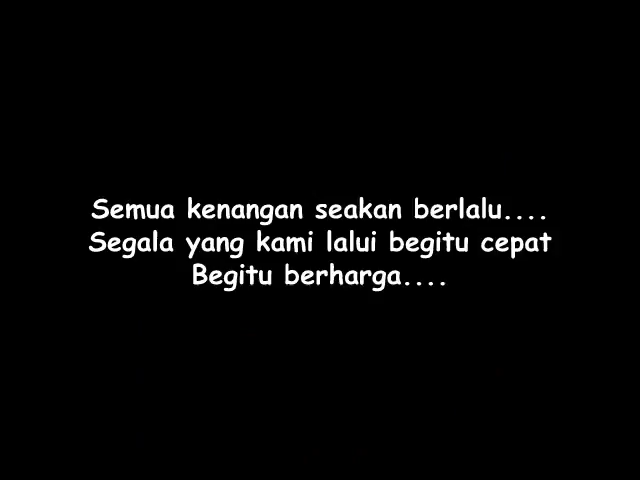 Semua kenangan seakan berlalu....
Segala yang kami lalui begitu cepat
Begitu berharga....